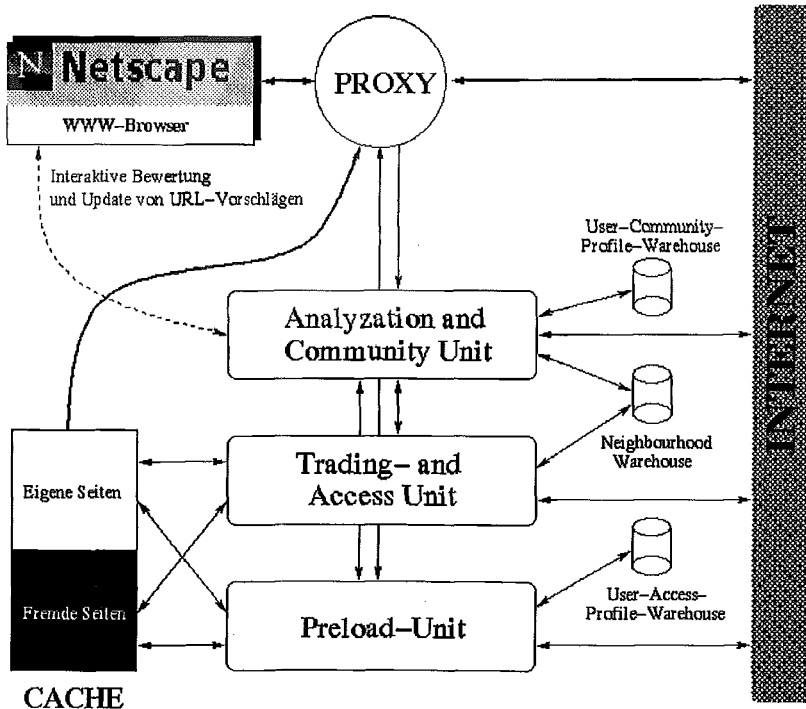 N Netscape
WWW-Browser
PROXY
Interaktive Bewertung
und Update von URL-Vorschlägen
User-Community-
Profile-Warehouse
Analyzation and
Community Unit
Neighbourhood
Warehouse
Trading- and
Access Unit
Eigene Seiten
Fremde Seiten
Preload-Unit
User-Access-
Profile-Warehouse
CACHE
INTERNET